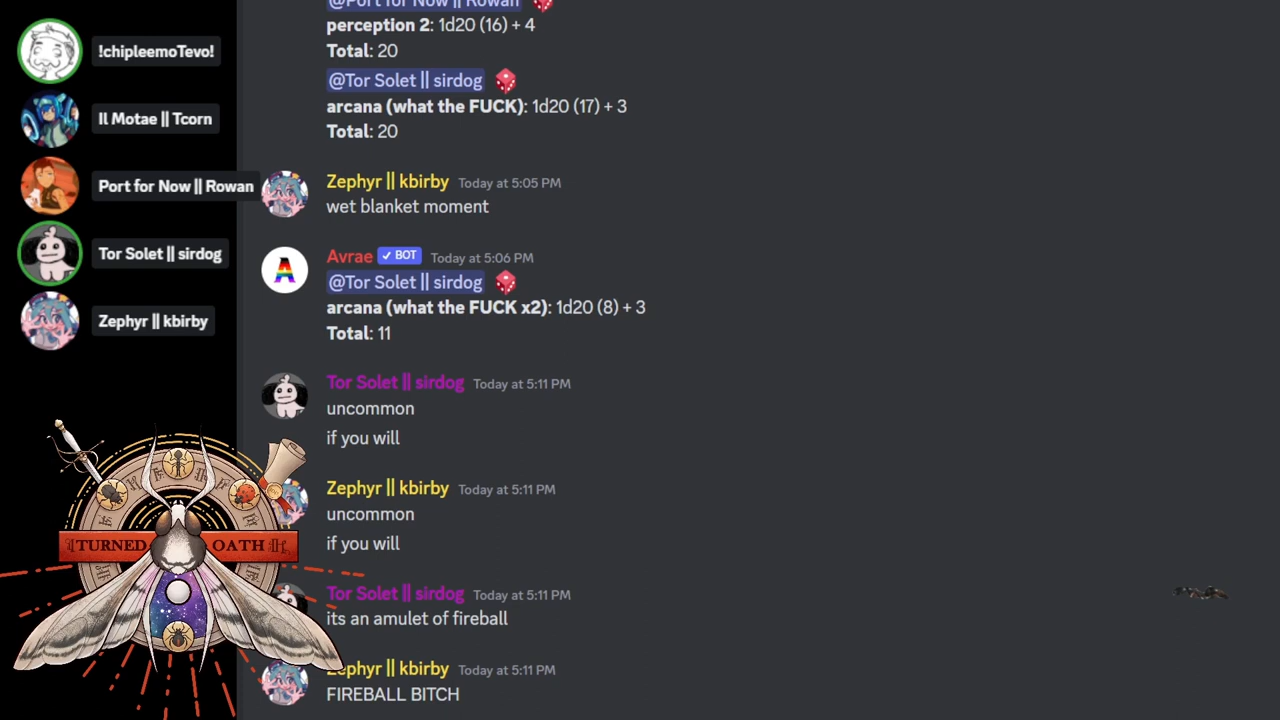 @Port for Now || Rowan
perception 2: 1d20 (16) + 4
Total: 20
@Tor Solet || sirdog
arcana (what the FUCK): 1d20 (17) + 3
Total: 20
Zephyr || kbirby Today at 5:05 PM
wet blanket moment
A
Avrae ✓ BOT Today at 5:06 PM
@Tor Solet || sirdog
arcana (what the FUCK x2): 1d20 (8) + 3
Total: 11
Tor Solet || sirdog Today at 5:11 PM
uncommon
if you will
Zephyr || kbirby Today at 5:11 PM
uncommon
if you will
Tor Solet || sirdog Today at 5:11 PM
its an amulet of fireball
Zephyr || kbirby Today at 5:11 PM
FIREBALL BITCH
!chipleemoTevo!
Il Motae || Tcorn
Port for Now || Rowan
Tor Solet || sirdog
Zephyr || kbirby
TURNED OATH